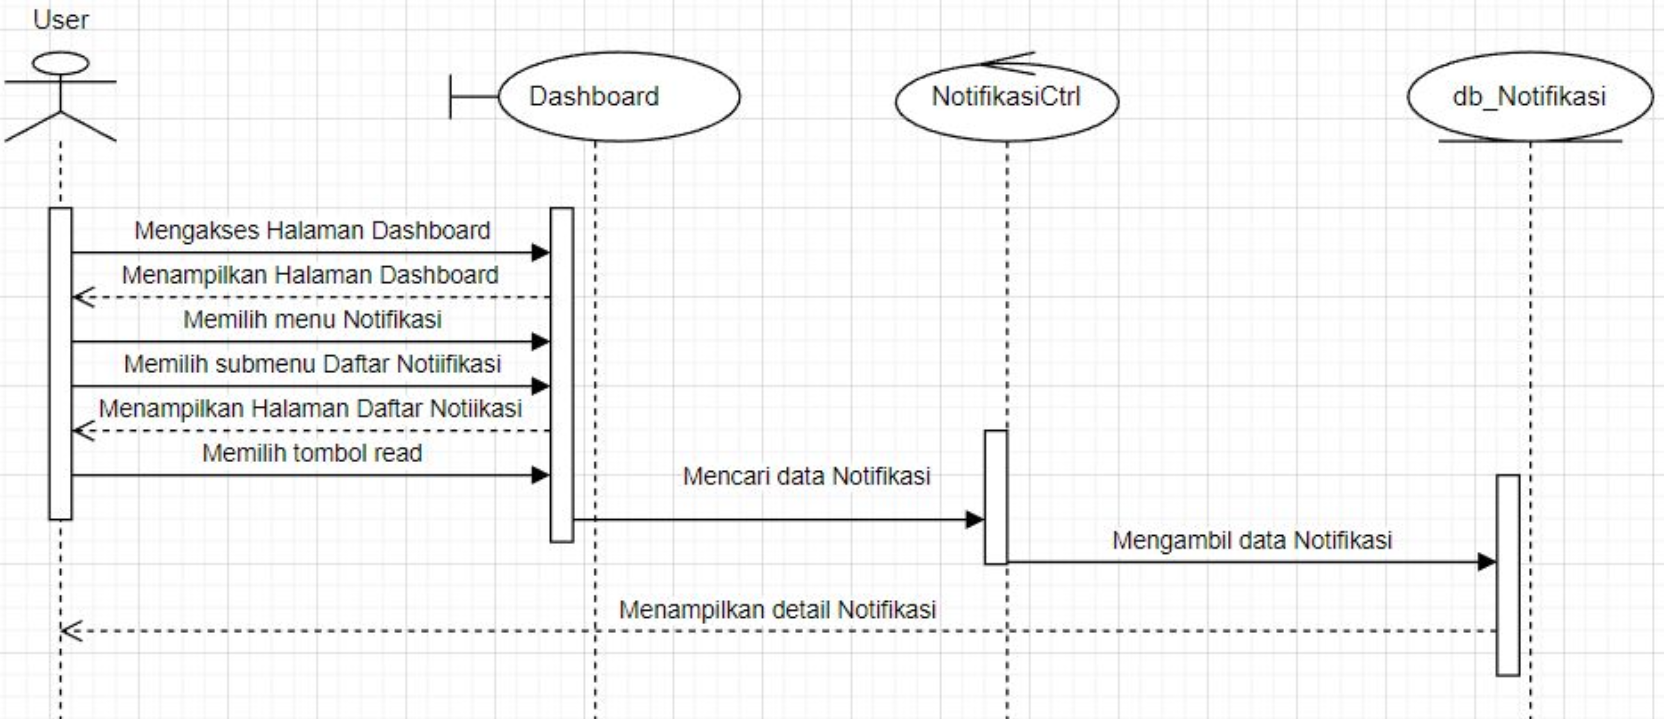 User
Dashboard
NotifikasiCtrl
db_Notifikasi
Mengakses Halaman Dashboard
Menampilkan Halaman Dashboard
Memilih menu Notifikasi
Memilih submenu Daftar Notiifikasi
Menampilkan Halaman Daftar Notiikasi
Memilih tombol read
Mencari data Notifikasi
Mengambil data Notifikasi
Menampilkan detail Notifikasi